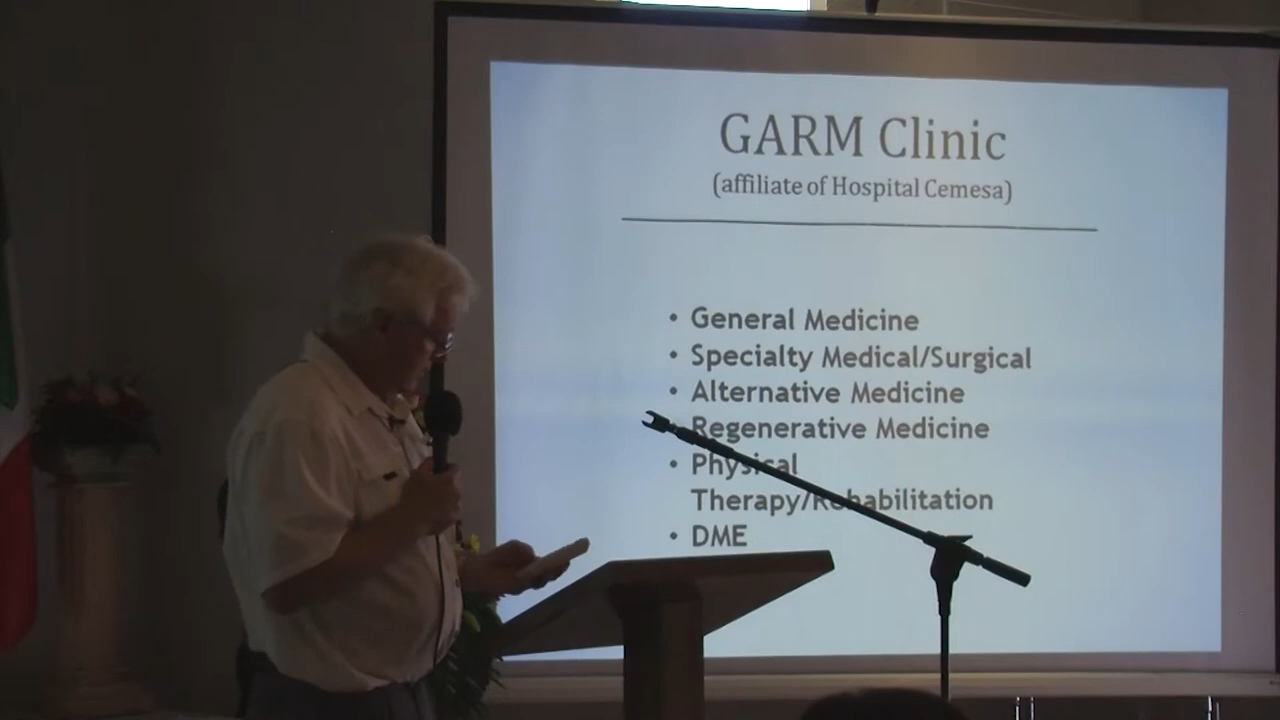 GARM Clinic
(affiliate of Hospital Cemesa)
• General Medicine
• Specialty Medical/Surgical
• Alternative Medicine
• Regenerative Medicine
• Physical
Therapy/Rehabilitation
• DME